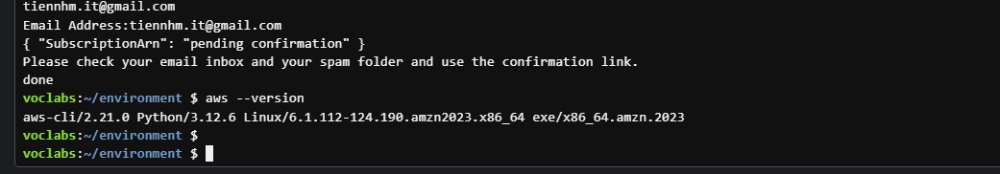 tiennhm.it@gmail.com
Email Address:tiennhm.it@gmail.com
{ "SubscriptionArn": "pending confirmation" }
Please check your email inbox and your spam folder and use the confirmation link.
done
voclabs:~/environment $ aws --version
aws-cli/2.21.0 Python/3.12.6 Linux/6.1.112-124.190.amzn2023.x86_64 exe/x86_64.amzn.2023
voclabs:~/environment $
voclabs:~/environment $